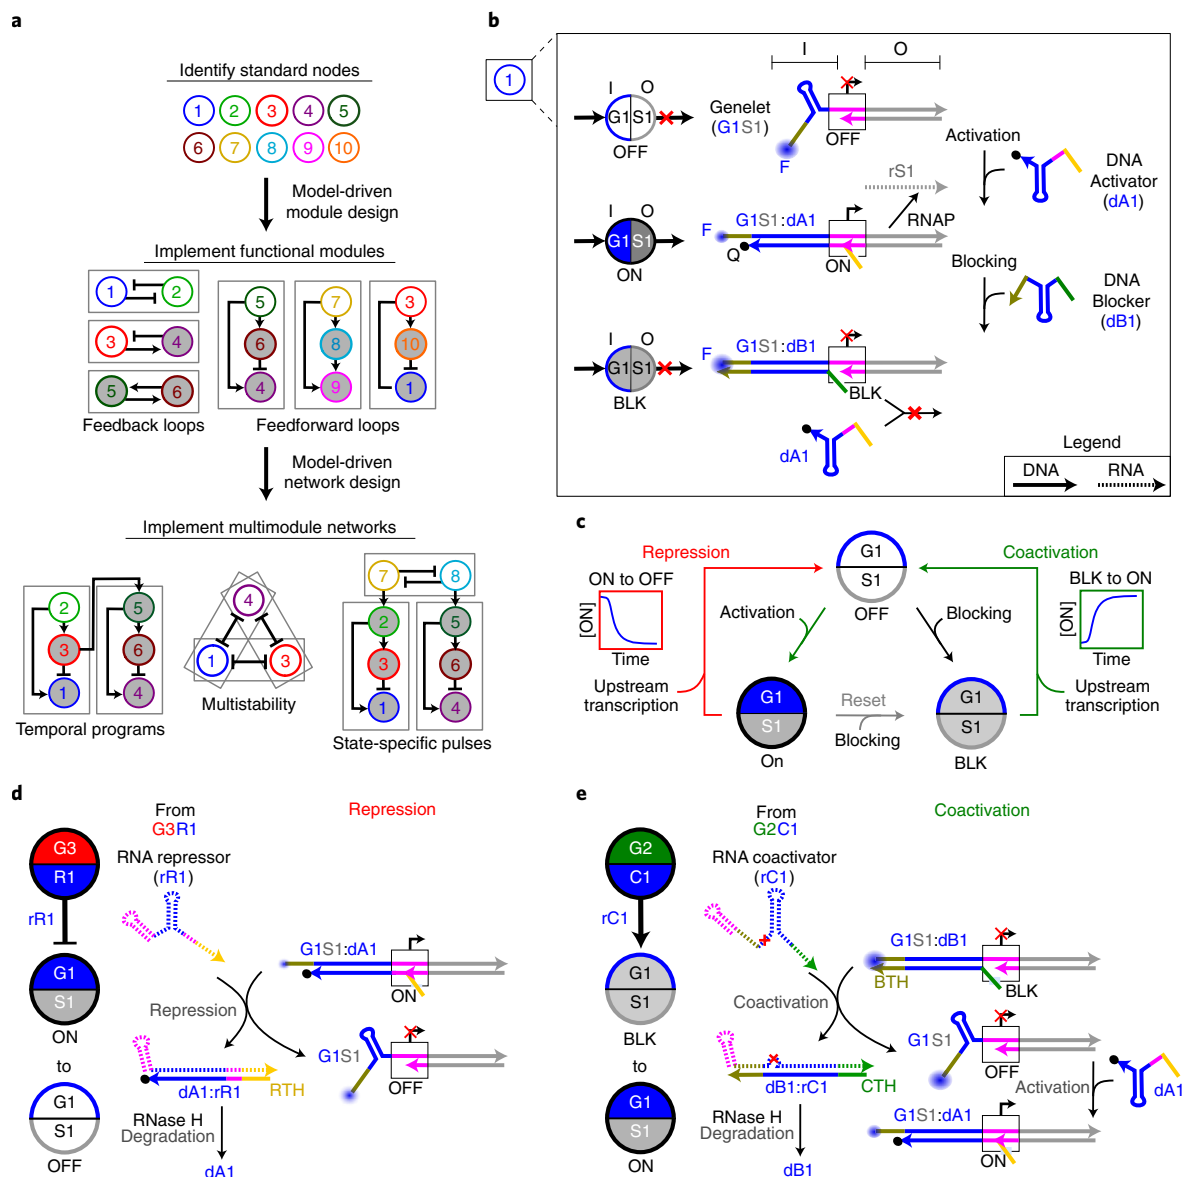 a
Identify standard nodes
1 2 3 4 5
6 7 8 9 10
Model-driven
module design
Implement functional modules
1 2
3 4
5 6
Feedback loops
5
6
4
7
8
9
3
10
1
Feedforward loops
Model-driven
network design
Implement multimodule networks
2
3
1
5
6
4
Temporal programs
4
1 3
Multistability
7 8
2
3
1
5
6
4
State-specific pulses
b
1
I O
I O
G1 S1
OFF
Genelet
(G1S1)
F
OFF
Activation
DNA
Activator
(dA1)
rS1
RNAP
I O
G1 S1
ON
G1S1:dA1
F
Q
ON
Blocking
DNA
Blocker
(dB1)
I O
G1 S1
BLK
G1S1:dB1
F
BLK
dA1
Legend
DNA RNA
c
Repression
ON to OFF
[ON]
Time
Upstream
transcription
G1
S1
OFF
Activation
Blocking
Coactivation
BLK to ON
[ON]
Time
Upstream
transcription
G1
S1
On
Reset
Blocking
G1
S1
BLK
d
From
G3R1
Repression
G3
R1
RNA repressor
(rR1)
rR1
G1S1:dA1
ON
G1
S1
ON
Repression
G1S1
OFF
to
dA1:rR1
RTH
G1
S1
OFF
RNase H
Degradation
dA1
e
From
G2C1
Coactivation
G2
C1
RNA coactivator
(rC1)
rC1
G1S1:dB1
BTH
BLK
G1
S1
BLK
Coactivation
G1S1
OFF
to
dB1:rC1
CTH
Activation
dA1
G1
S1
ON
RNase H
Degradation
dB1
G1S1:dA1
ON